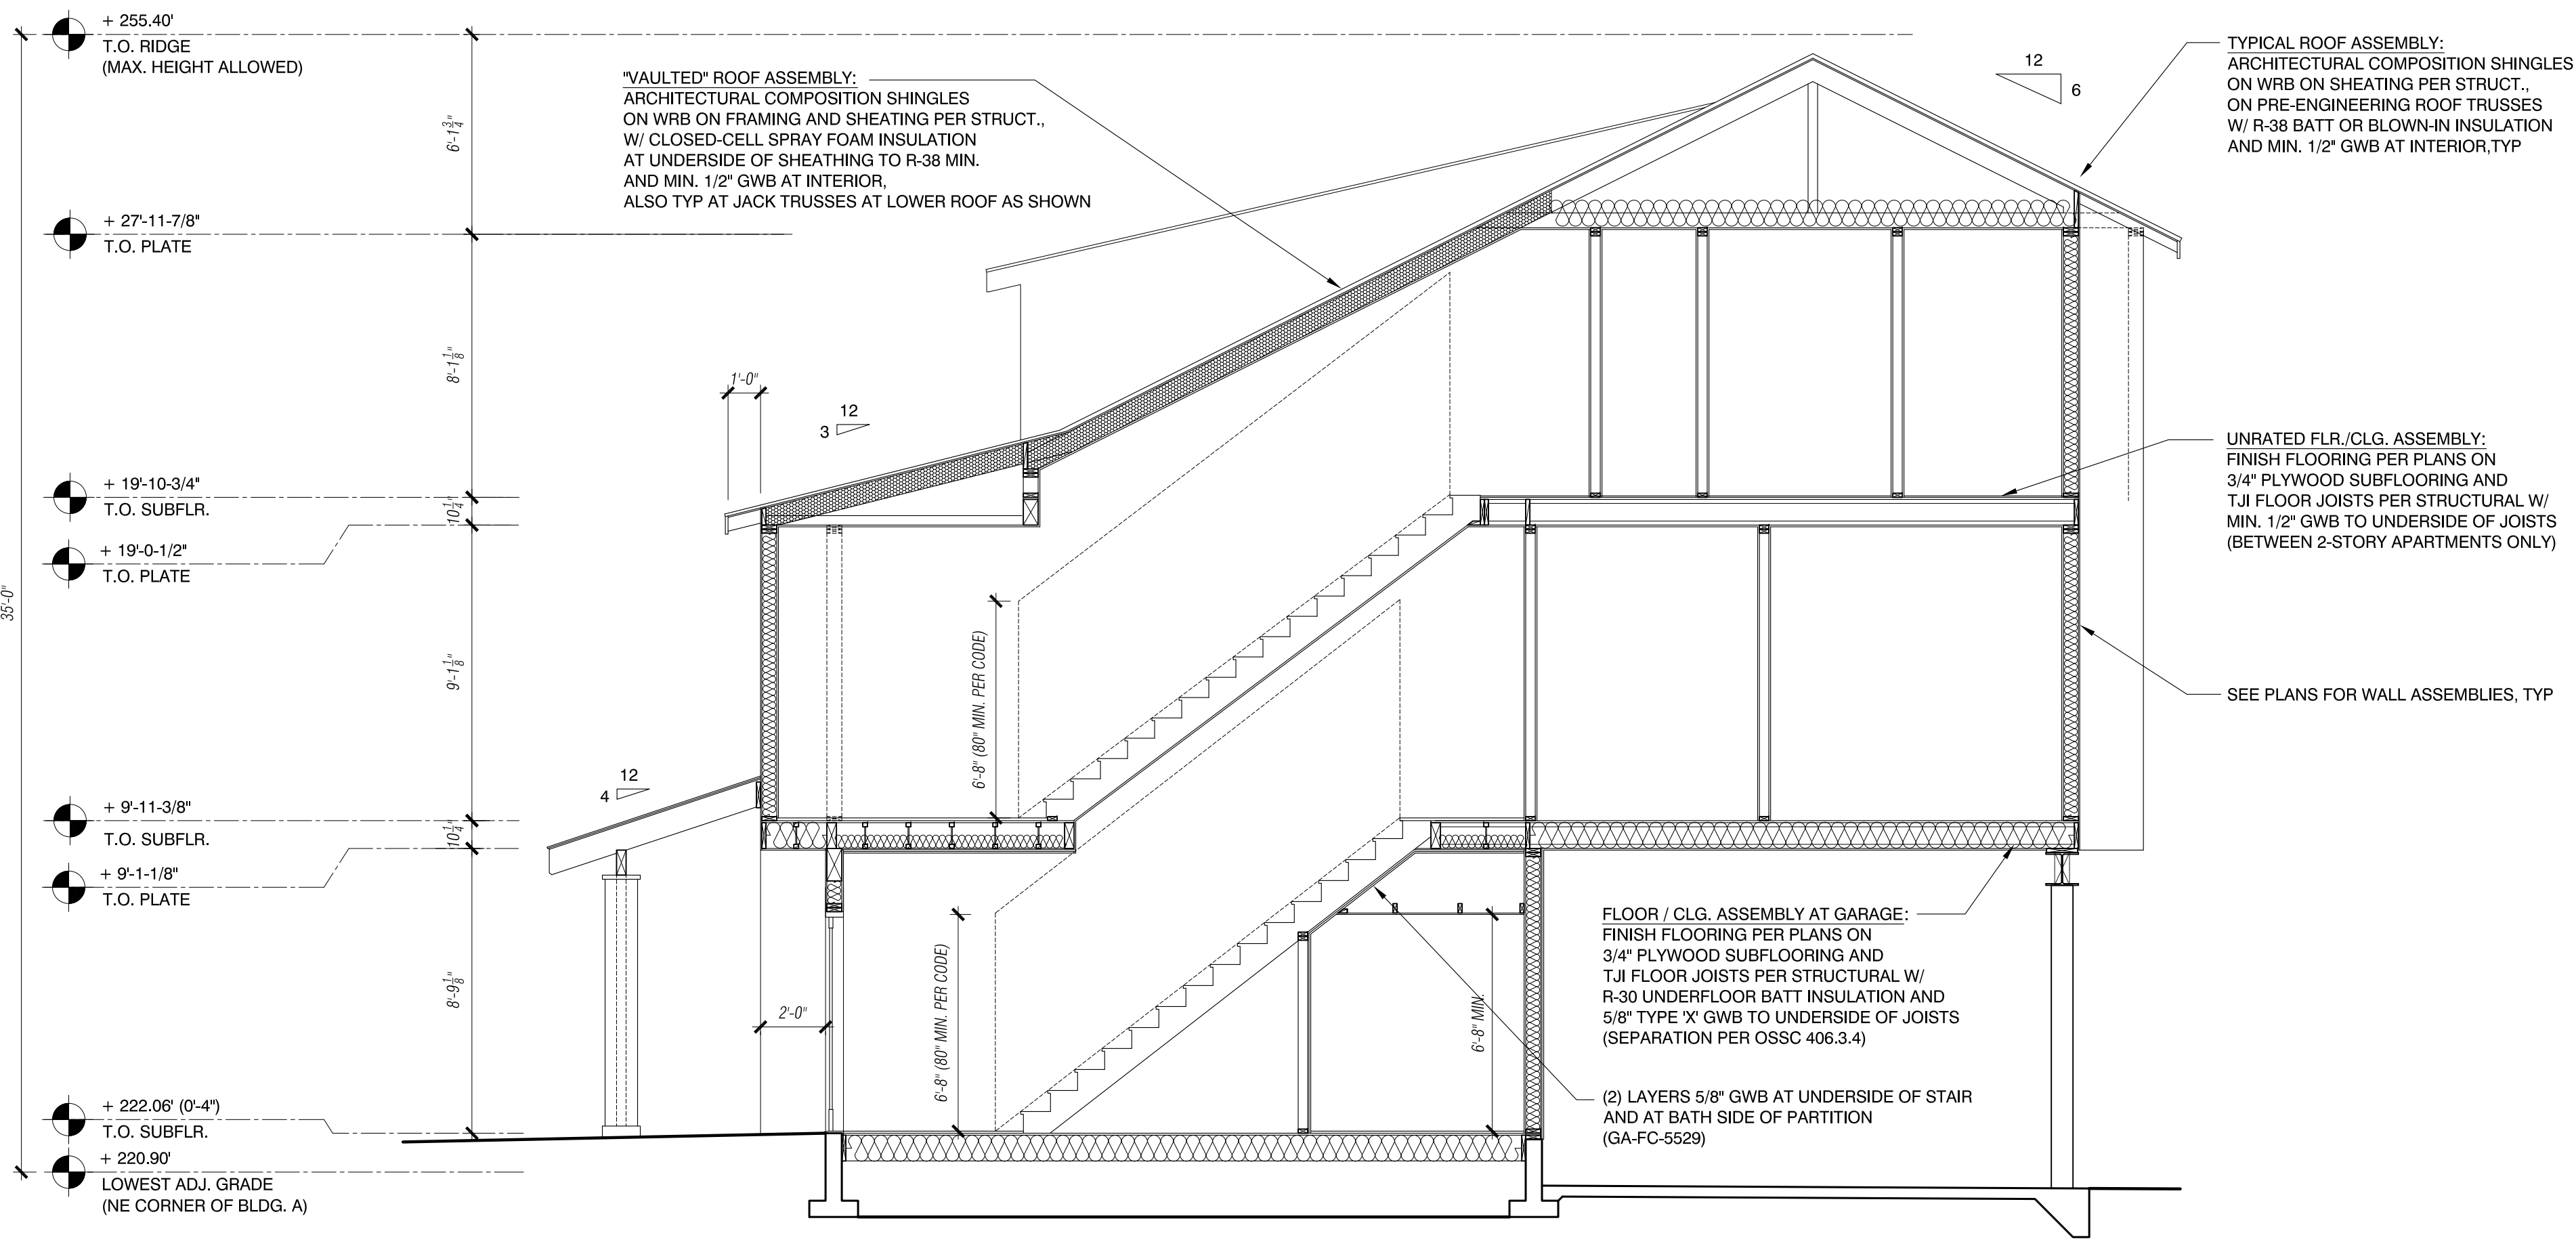 + 255.40'
T.O. RIDGE
(MAX. HEIGHT ALLOWED)
+ 27'-11-7/8"
T.O. PLATE
+ 19'-10-3/4"
T.O. SUBFLR.
+ 19'-0-1/2"
T.O. PLATE
+ 9'-11-3/8"
T.O. SUBFLR.
+ 9'-1-1/8"
T.O. PLATE
+ 222.06' (0'-4")
T.O. SUBFLR.
+ 220.90'
LOWEST ADJ. GRADE
(NE CORNER OF BLDG. A)
35'-0"
6'-1 3/4"
8'-1 1/8"
10 1/4"
9'-1 1/8"
10 1/4"
8'-9 1/8"
"VAULTED" ROOF ASSEMBLY:
ARCHITECTURAL COMPOSITION SHINGLES
ON WRB ON FRAMING AND SHEATING PER STRUCT.,
W/ CLOSED-CELL SPRAY FOAM INSULATION
AT UNDERSIDE OF SHEATHING TO R-38 MIN.
AND MIN. 1/2" GWB AT INTERIOR,
ALSO TYP AT JACK TRUSSES AT LOWER ROOF AS SHOWN
1'-0"
12
3
12
4
2'-0"
6'-8" (80" MIN. PER CODE)
6'-8" (80" MIN. PER CODE)
6'-8" MIN.
12
6
TYPICAL ROOF ASSEMBLY:
ARCHITECTURAL COMPOSITION SHINGLES
ON WRB ON SHEATING PER STRUCT.,
ON PRE-ENGINEERING ROOF TRUSSES
W/ R-38 BATT OR BLOWN-IN INSULATION
AND MIN. 1/2" GWB AT INTERIOR,TYP
UNRATED FLR./CLG. ASSEMBLY:
FINISH FLOORING PER PLANS ON
3/4" PLYWOOD SUBFLOORING AND
TJI FLOOR JOISTS PER STRUCTURAL W/
MIN. 1/2" GWB TO UNDERSIDE OF JOISTS
(BETWEEN 2-STORY APARTMENTS ONLY)
SEE PLANS FOR WALL ASSEMBLIES, TYP
FLOOR / CLG. ASSEMBLY AT GARAGE:
FINISH FLOORING PER PLANS ON
3/4" PLYWOOD SUBFLOORING AND
TJI FLOOR JOISTS PER STRUCTURAL W/
R-30 UNDERFLOOR BATT INSULATION AND
5/8" TYPE 'X' GWB TO UNDERSIDE OF JOISTS
(SEPARATION PER OSSC 406.3.4)
(2) LAYERS 5/8" GWB AT UNDERSIDE OF STAIR
AND AT BATH SIDE OF PARTITION
(GA-FC-5529)